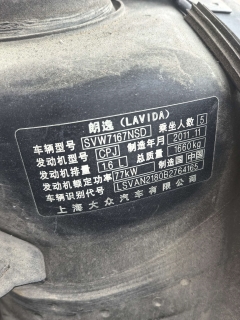 朗逸 (LAVIDA)
车辆型号 SVW7167NSD 乘坐人数 5
发动机型号 CPJ 制造年月 2011 11
发动机排量 1.6 L 总质量 1660kg
发动机额定功率 77kW 制造国 中国
车辆识别代号 LSVAN2180B2764165
上海大众汽车有限公司